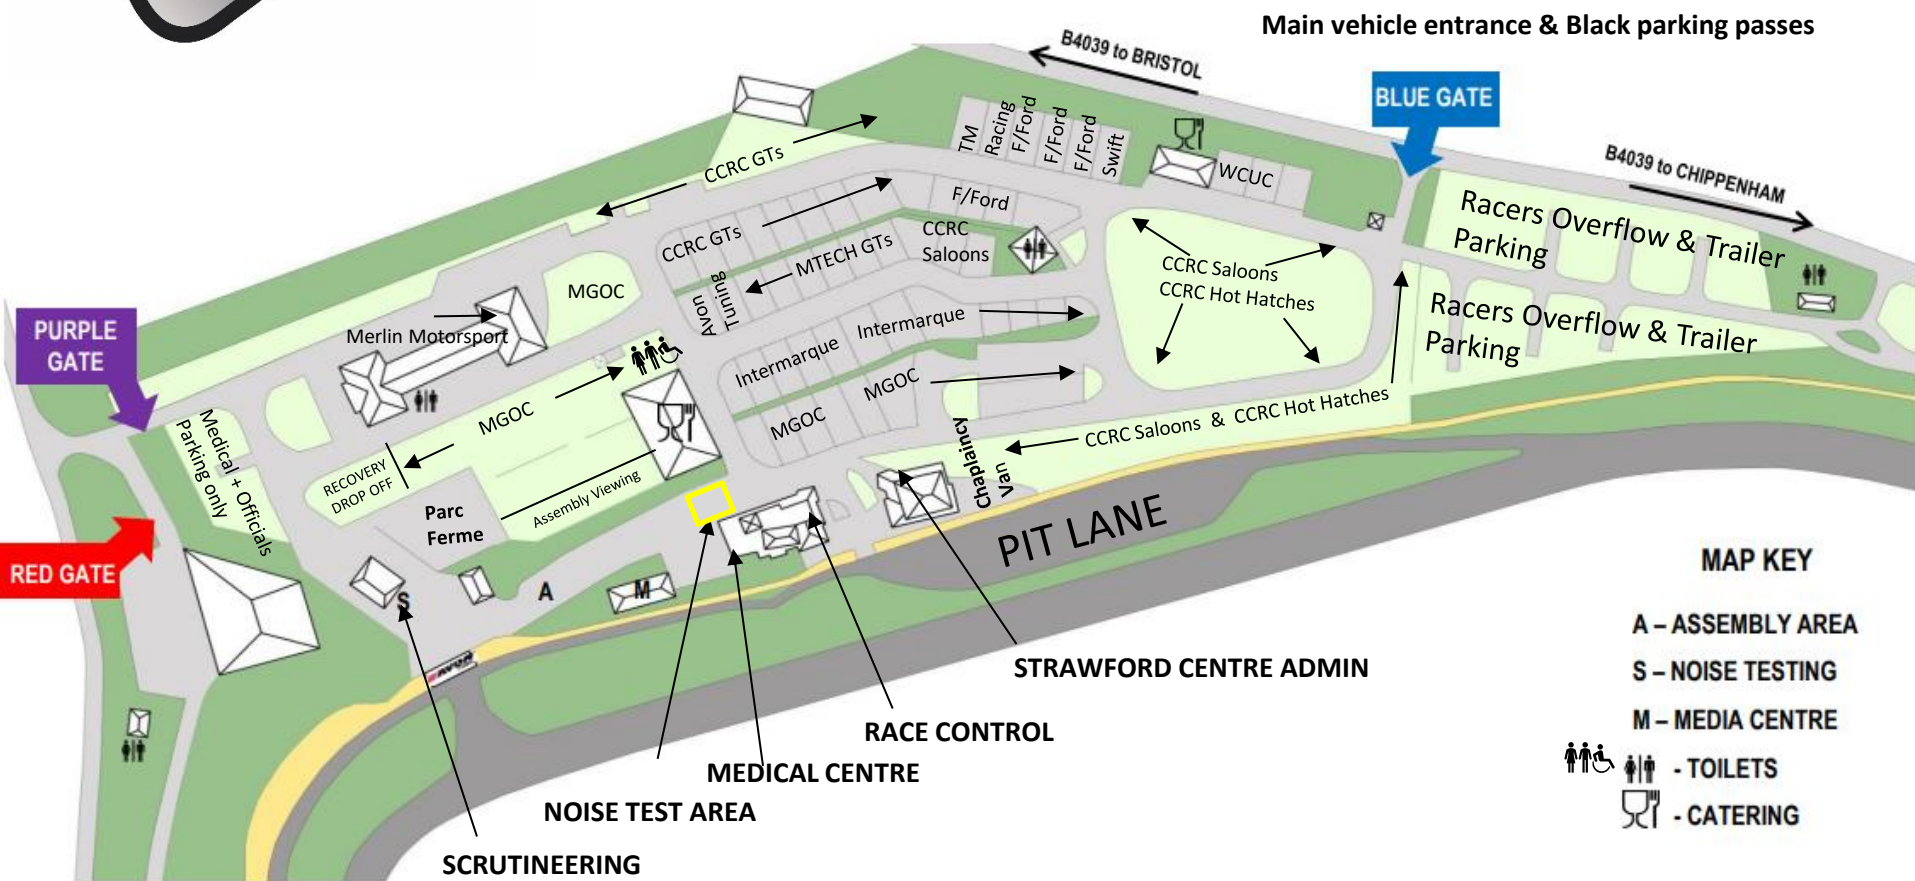 Main vehicle entrance & Black parking passes
B4039 to BRISTOL
BLUE GATE
B4039 to CHIPPENHAM
TM
Racing
F/Ford
F/Ford
F/Ford
Swift
WCUC
CCRC GTs
F/Ford
CCRC GTs
CCRC
Saloons
MTECH GTs
Avon
Tuning
MGOC
Racers Overflow & Trailer
Parking
CCRC Saloons
CCRC Hot Hatches
Racers Overflow & Trailer
Parking
PURPLE
GATE
Merlin Motorsport
Intermarque
Intermarque
MGOC
MGOC
MGOC
CCRC Saloons & CCRC Hot Hatches
Medical + Officials
Parking only
RECOVERY
DROP OFF
Parc
Ferme
Assembly Viewing
Chaplaincy
Van
PIT LANE
RED GATE
S
A
M
AVON
STRAWFORD CENTRE ADMIN
RACE CONTROL
MEDICAL CENTRE
NOISE TEST AREA
SCRUTINEERING
MAP KEY
A – ASSEMBLY AREA
S – NOISE TESTING
M – MEDIA CENTRE
- TOILETS
- CATERING